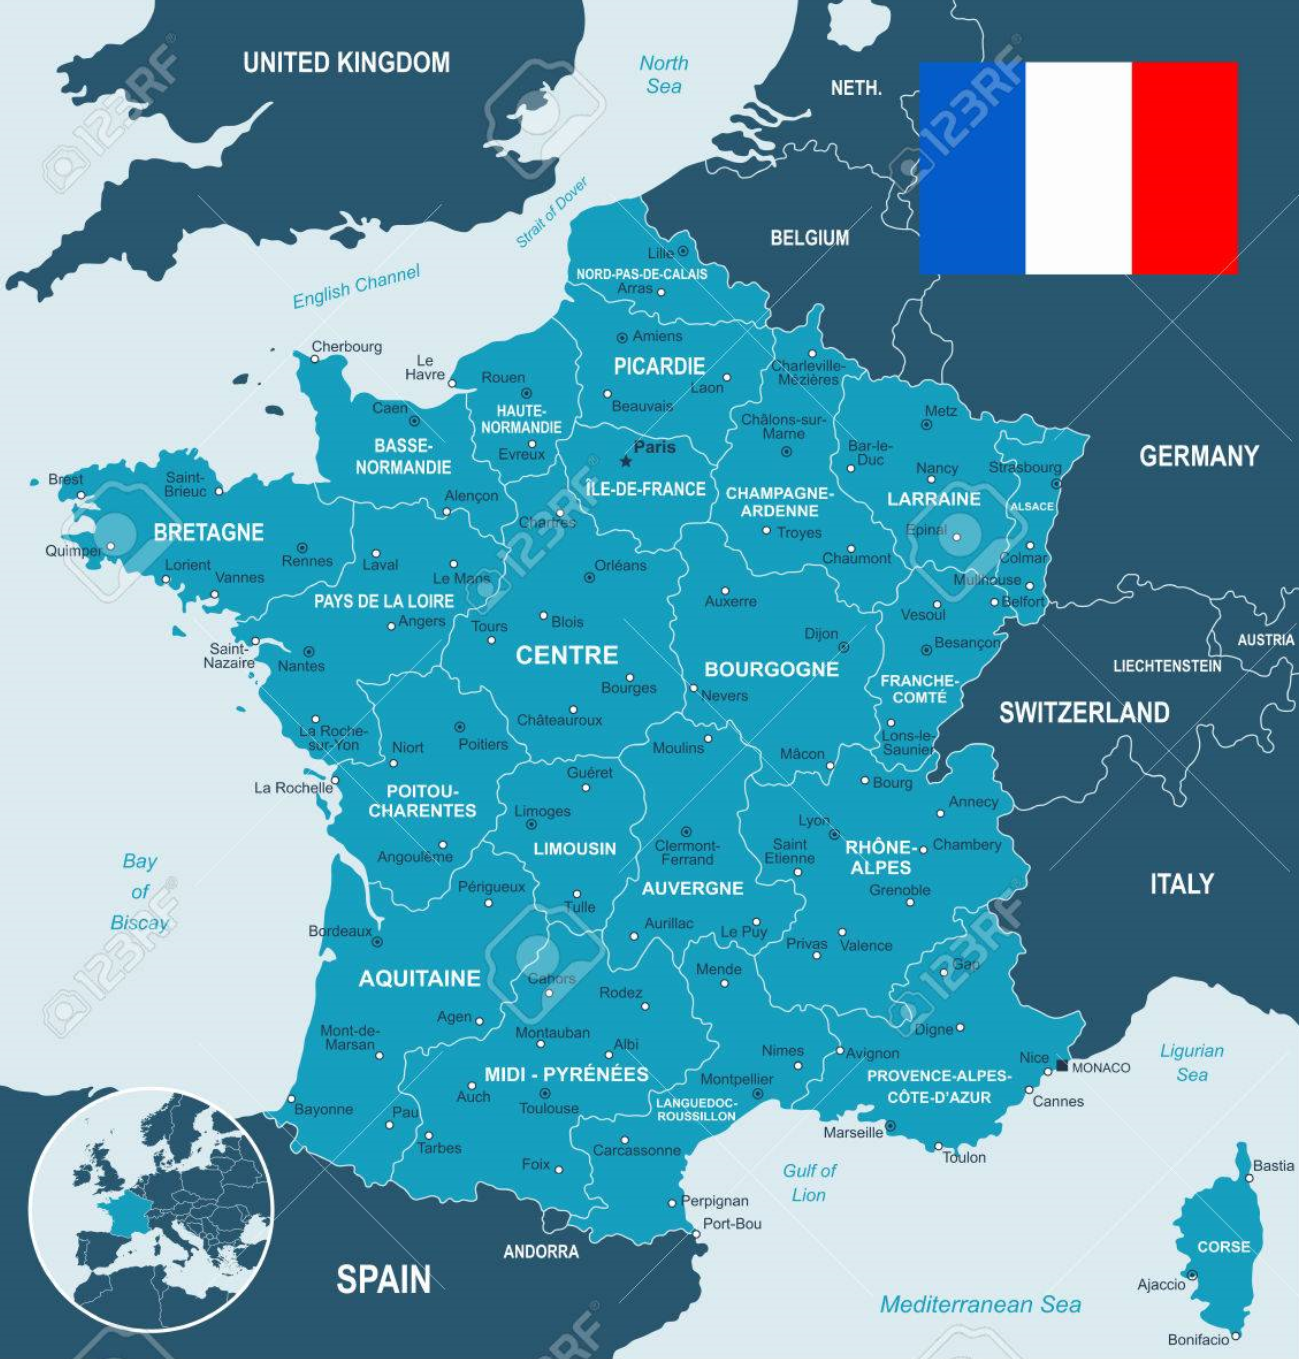 UNITED KINGDOM
North
Sea
NETH.
Strait of Dover
BELGIUM
English Channel
Lille
NORD-PAS-DE-CALAIS
Arras
Amiens
PICARDIE
Laon
Beauvais
Charleville-
Mézières
Cherbourg
Le
Havre
Rouen
Caen
HAUTE-
NORMANDIE
Evreux
BASSE-
NORMANDIE
Paris
ÎLE-DE-FRANCE
Châlons-sur-
Marne
CHAMPAGNE-
ARDENNE
Troyes
Chaumont
Metz
Bar-le-
Duc
Nancy
LARRAINE
Epinal
Strasbourg
ALSACE
Colmar
Mulhouse
Belfort
GERMANY
Brest
Saint-
Brieuc
BRETAGNE
Quimper
Lorient
Vannes
Rennes
Alençon
Chartres
Laval
Le Mans
PAYS DE LA LOIRE
Angers
Saint-
Nazaire
Nantes
La Roche-
sur-Yon
Orléans
Blois
Tours
CENTRE
Bourges
Châteauroux
Auxerre
Dijon
BOURGOGNE
Nevers
Vesoul
Besançon
FRANCHE-
COMTÉ
Lons-le-
Saunier
AUSTRIA
LIECHTENSTEIN
SWITZERLAND
Niort
Poitiers
La Rochelle
POITOU-
CHARENTES
Angoulême
Guéret
Limoges
LIMOUSIN
Tulle
Moulins
Mâcon
Bourg
Clermont-
Ferrand
AUVERGNE
Aurillac
Le Puy
Annecy
Lyon
Saint
Etienne
RHÔNE-
ALPES
Chambery
Grenoble
Privas
Valence
ITALY
Bay
of
Biscay
Périgueux
Bordeaux
AQUITAINE
Agen
Mont-de-
Marsan
Bayonne
Pau
Cahors
Rodez
Montauban
Albi
MIDI - PYRÉNÉES
Auch
Toulouse
Tarbes
Foix
Mende
Nimes
Montpellier
LANGUEDOC-
ROUSSILLON
Carcassonne
Perpignan
Port-Bou
Gap
Digne
Avignon
PROVENCE-ALPES-
CÔTE-D'AZUR
Nice
MONACO
Cannes
Marseille
Toulon
Ligurian
Sea
Gulf of
Lion
ANDORRA
SPAIN
Mediterranean Sea
Bastia
CORSE
Ajaccio
Bonifacio
123RF
123RF
123RF
123RF
123RF
123RF
123RF